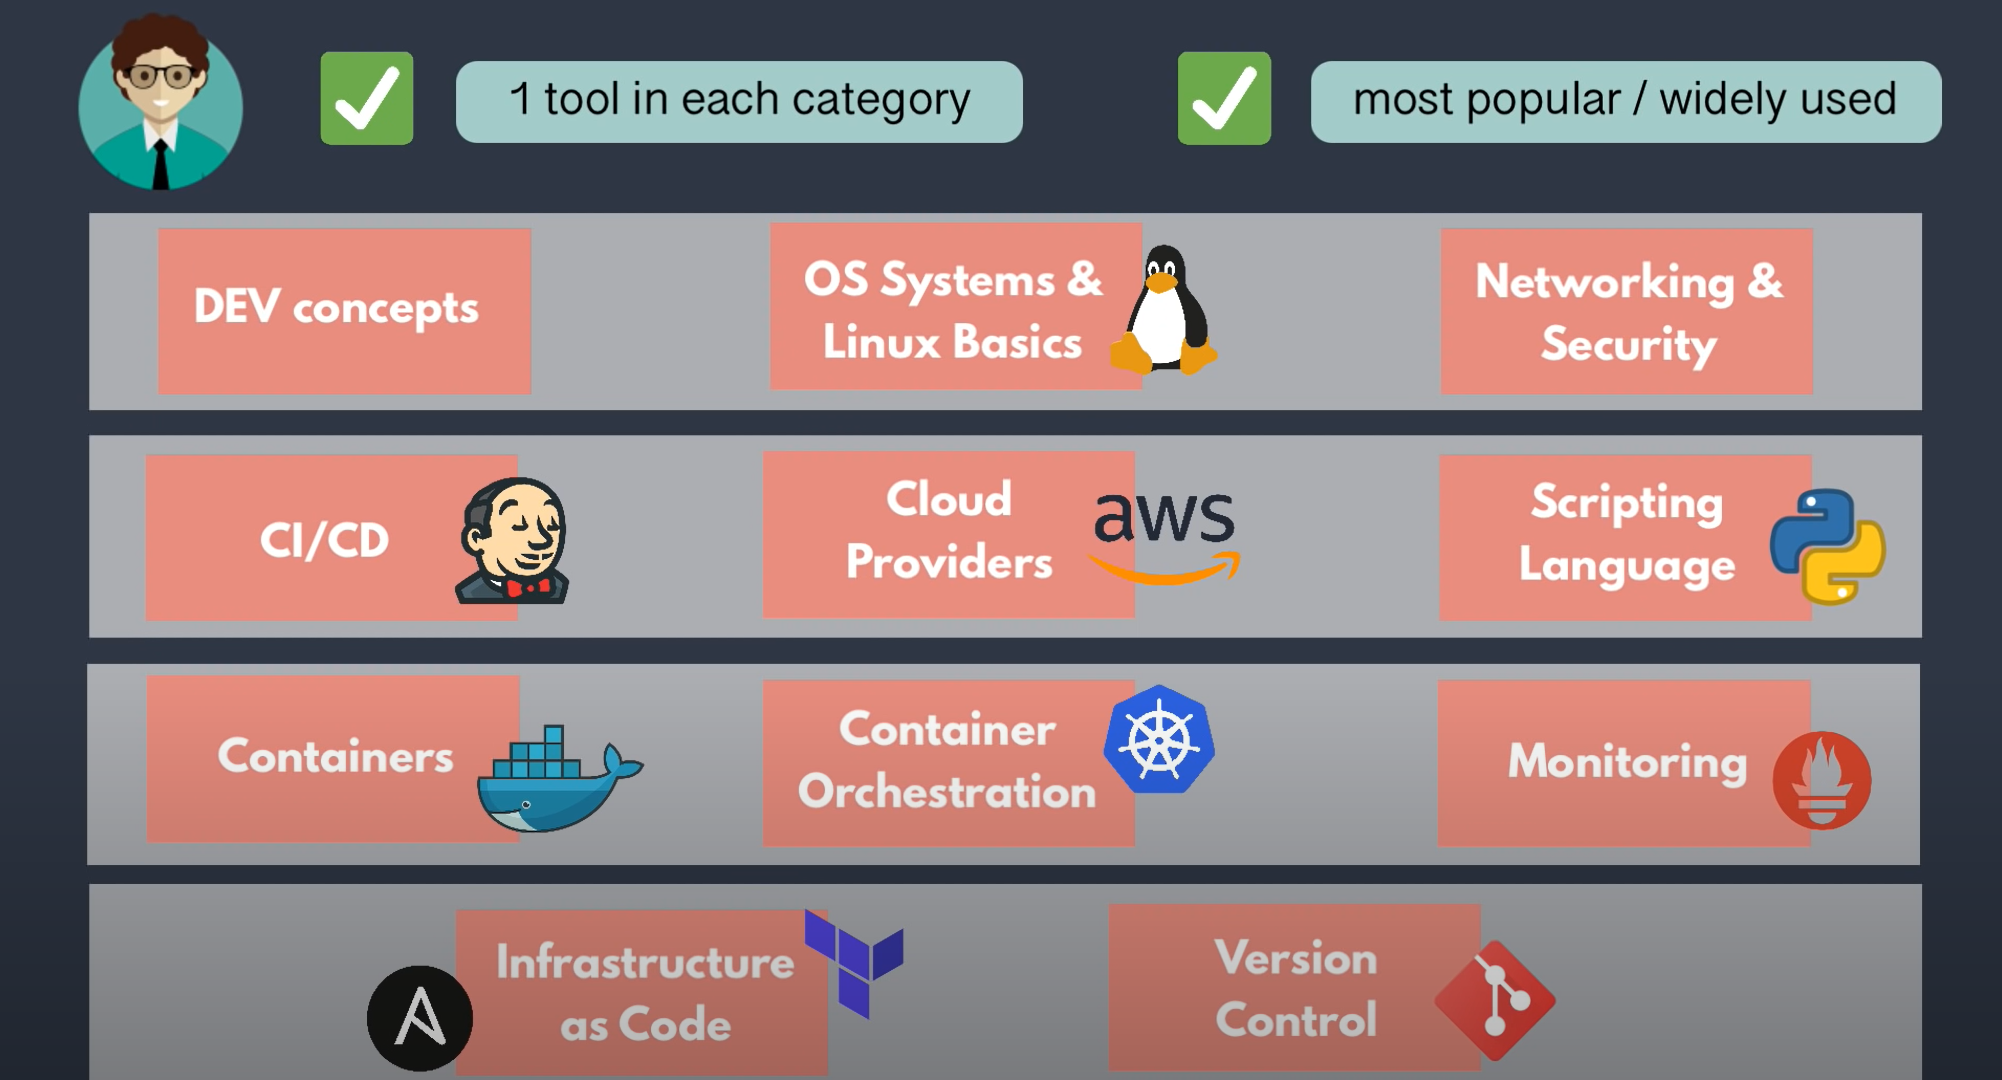 1 tool in each category
most popular / widely used
DEV concepts
OS Systems &
Linux Basics
Networking &
Security
CI/CD
Cloud
Providers
aws
Scripting
Language
Containers
Container
Orchestration
Monitoring
Infrastructure
as Code
Version
Control